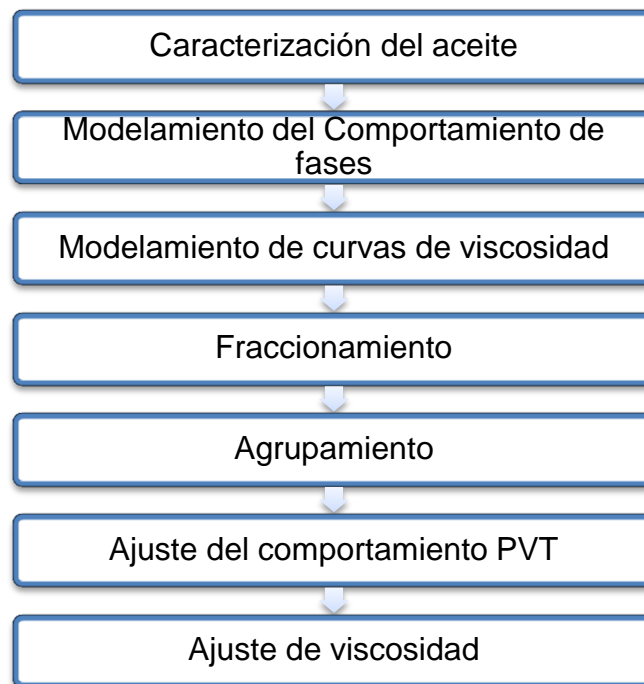 Caracterización del aceite
Modelamiento del Comportamiento de
fases
Modelamiento de curvas de viscosidad
Fraccionamiento
Agrupamiento
Ajuste del comportamiento PVT
Ajuste de viscosidad